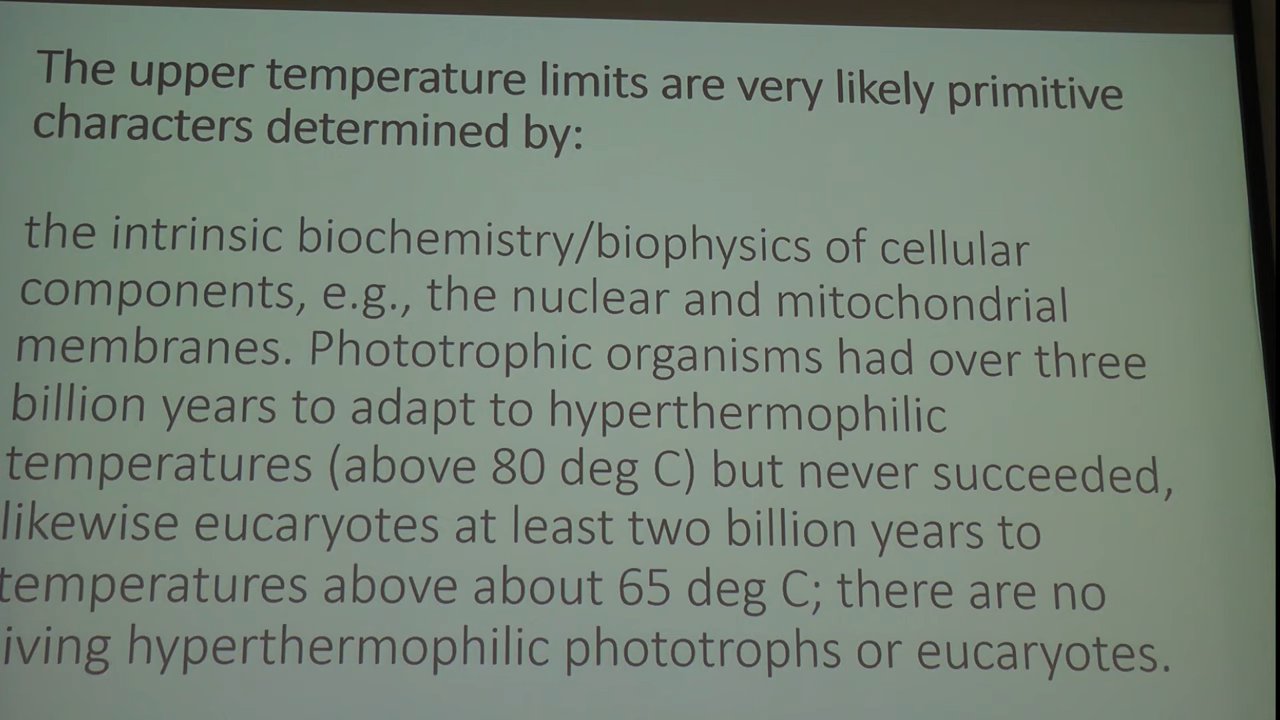 The upper temperature limits are very likely primitive
characters determined by:
the intrinsic biochemistry/biophysics of cellular
components, e.g., the nuclear and mitochondrial
membranes. Phototrophic organisms had over three
billion years to adapt to hyperthermophilic
temperatures (above 80 deg C) but never succeeded,
likewise eucaryotes at least two billion years to
temperatures above about 65 deg C; there are no
iving hyperthermophilic phototrophs or eucaryotes.